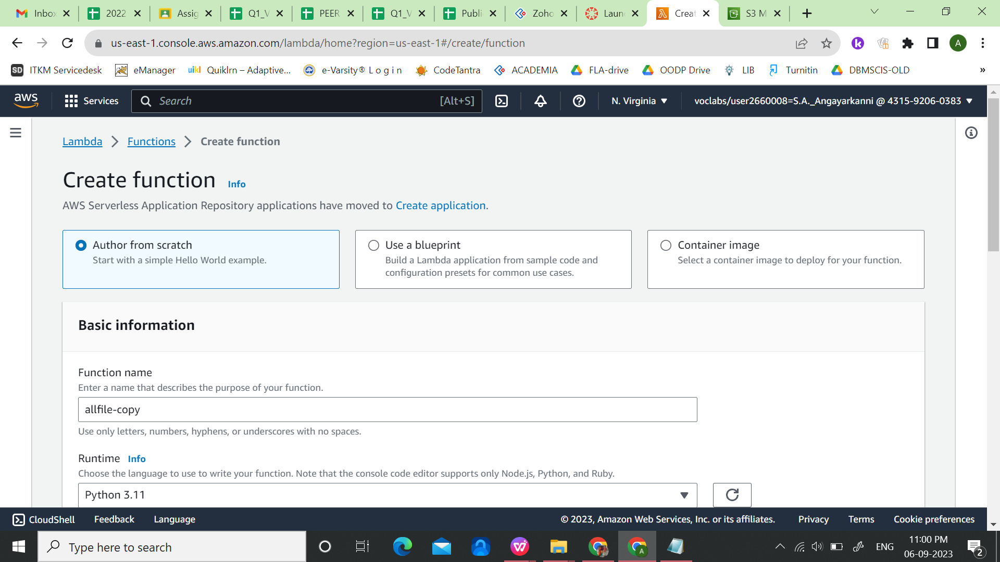 Inbo
2022
Assig
Q1_V
PEER
Q1_V
Publi
Zoho
Laun
Creat
S3 M
us-east-1.console.aws.amazon.com/lambda/home?region=us-east-1#/create/function
A
SD ITKM Servicedesk
eManager
uikl Quiklrn – Adaptive...
e-Varsity® L o g i n
CodeTantra
ACADEMIA
FLA-drive
OODP Drive
LIB
Turnitin
DBMSCIS-OLD
»
aws
Services
Search [Alt+S]
N. Virginia
voclabs/user2660008=S.A._Angayarkanni @ 4315-9206-0383
Lambda > Functions > Create function
Create function Info
AWS Serverless Application Repository applications have moved to Create application.
Author from scratch
Start with a simple Hello World example.
Use a blueprint
Build a Lambda application from sample code and
configuration presets for common use cases.
Container image
Select a container image to deploy for your function.
Basic information
Function name
Enter a name that describes the purpose of your function.
allfile-copy
Use only letters, numbers, hyphens, or underscores with no spaces.
Runtime Info
Choose the language to use to write your function. Note that the console code editor supports only Node.js, Python, and Ruby.
Python 3.11
CloudShell Feedback Language
© 2023, Amazon Web Services, Inc. or its affiliates. Privacy Terms Cookie preferences
Type here to search
A
ENG
11:00 PM
06-09-2023
2